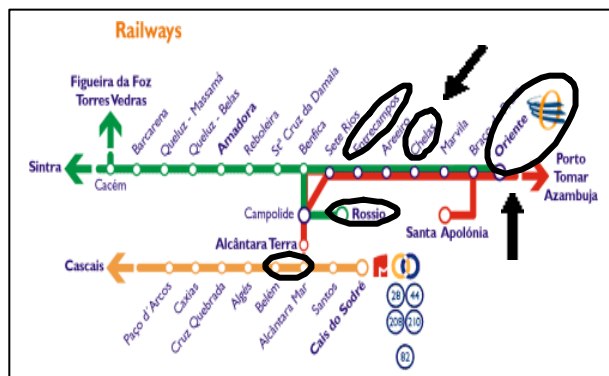 Railways
Figueira da Foz
Torres Vedras
Barcarena
Queluz - Massamá
Queluz - Belas
Amadora
Reboleira
Stª Cruz da Damaia
Benfica
Sete Rios
Entrecampos
Areeiro
Chelas
Marvila
Oriente
Sintra
Cacém
Porto
Tomar
Azambuja
Campolide
Rossio
Santa Apolónia
Alcântara Terra
Cascais
Paço d'Arcos
Caxias
Cruz Quebrada
Algés
Belém
Alcântara Mar
Santos
Cais do Sodré
28
44
208
210
82